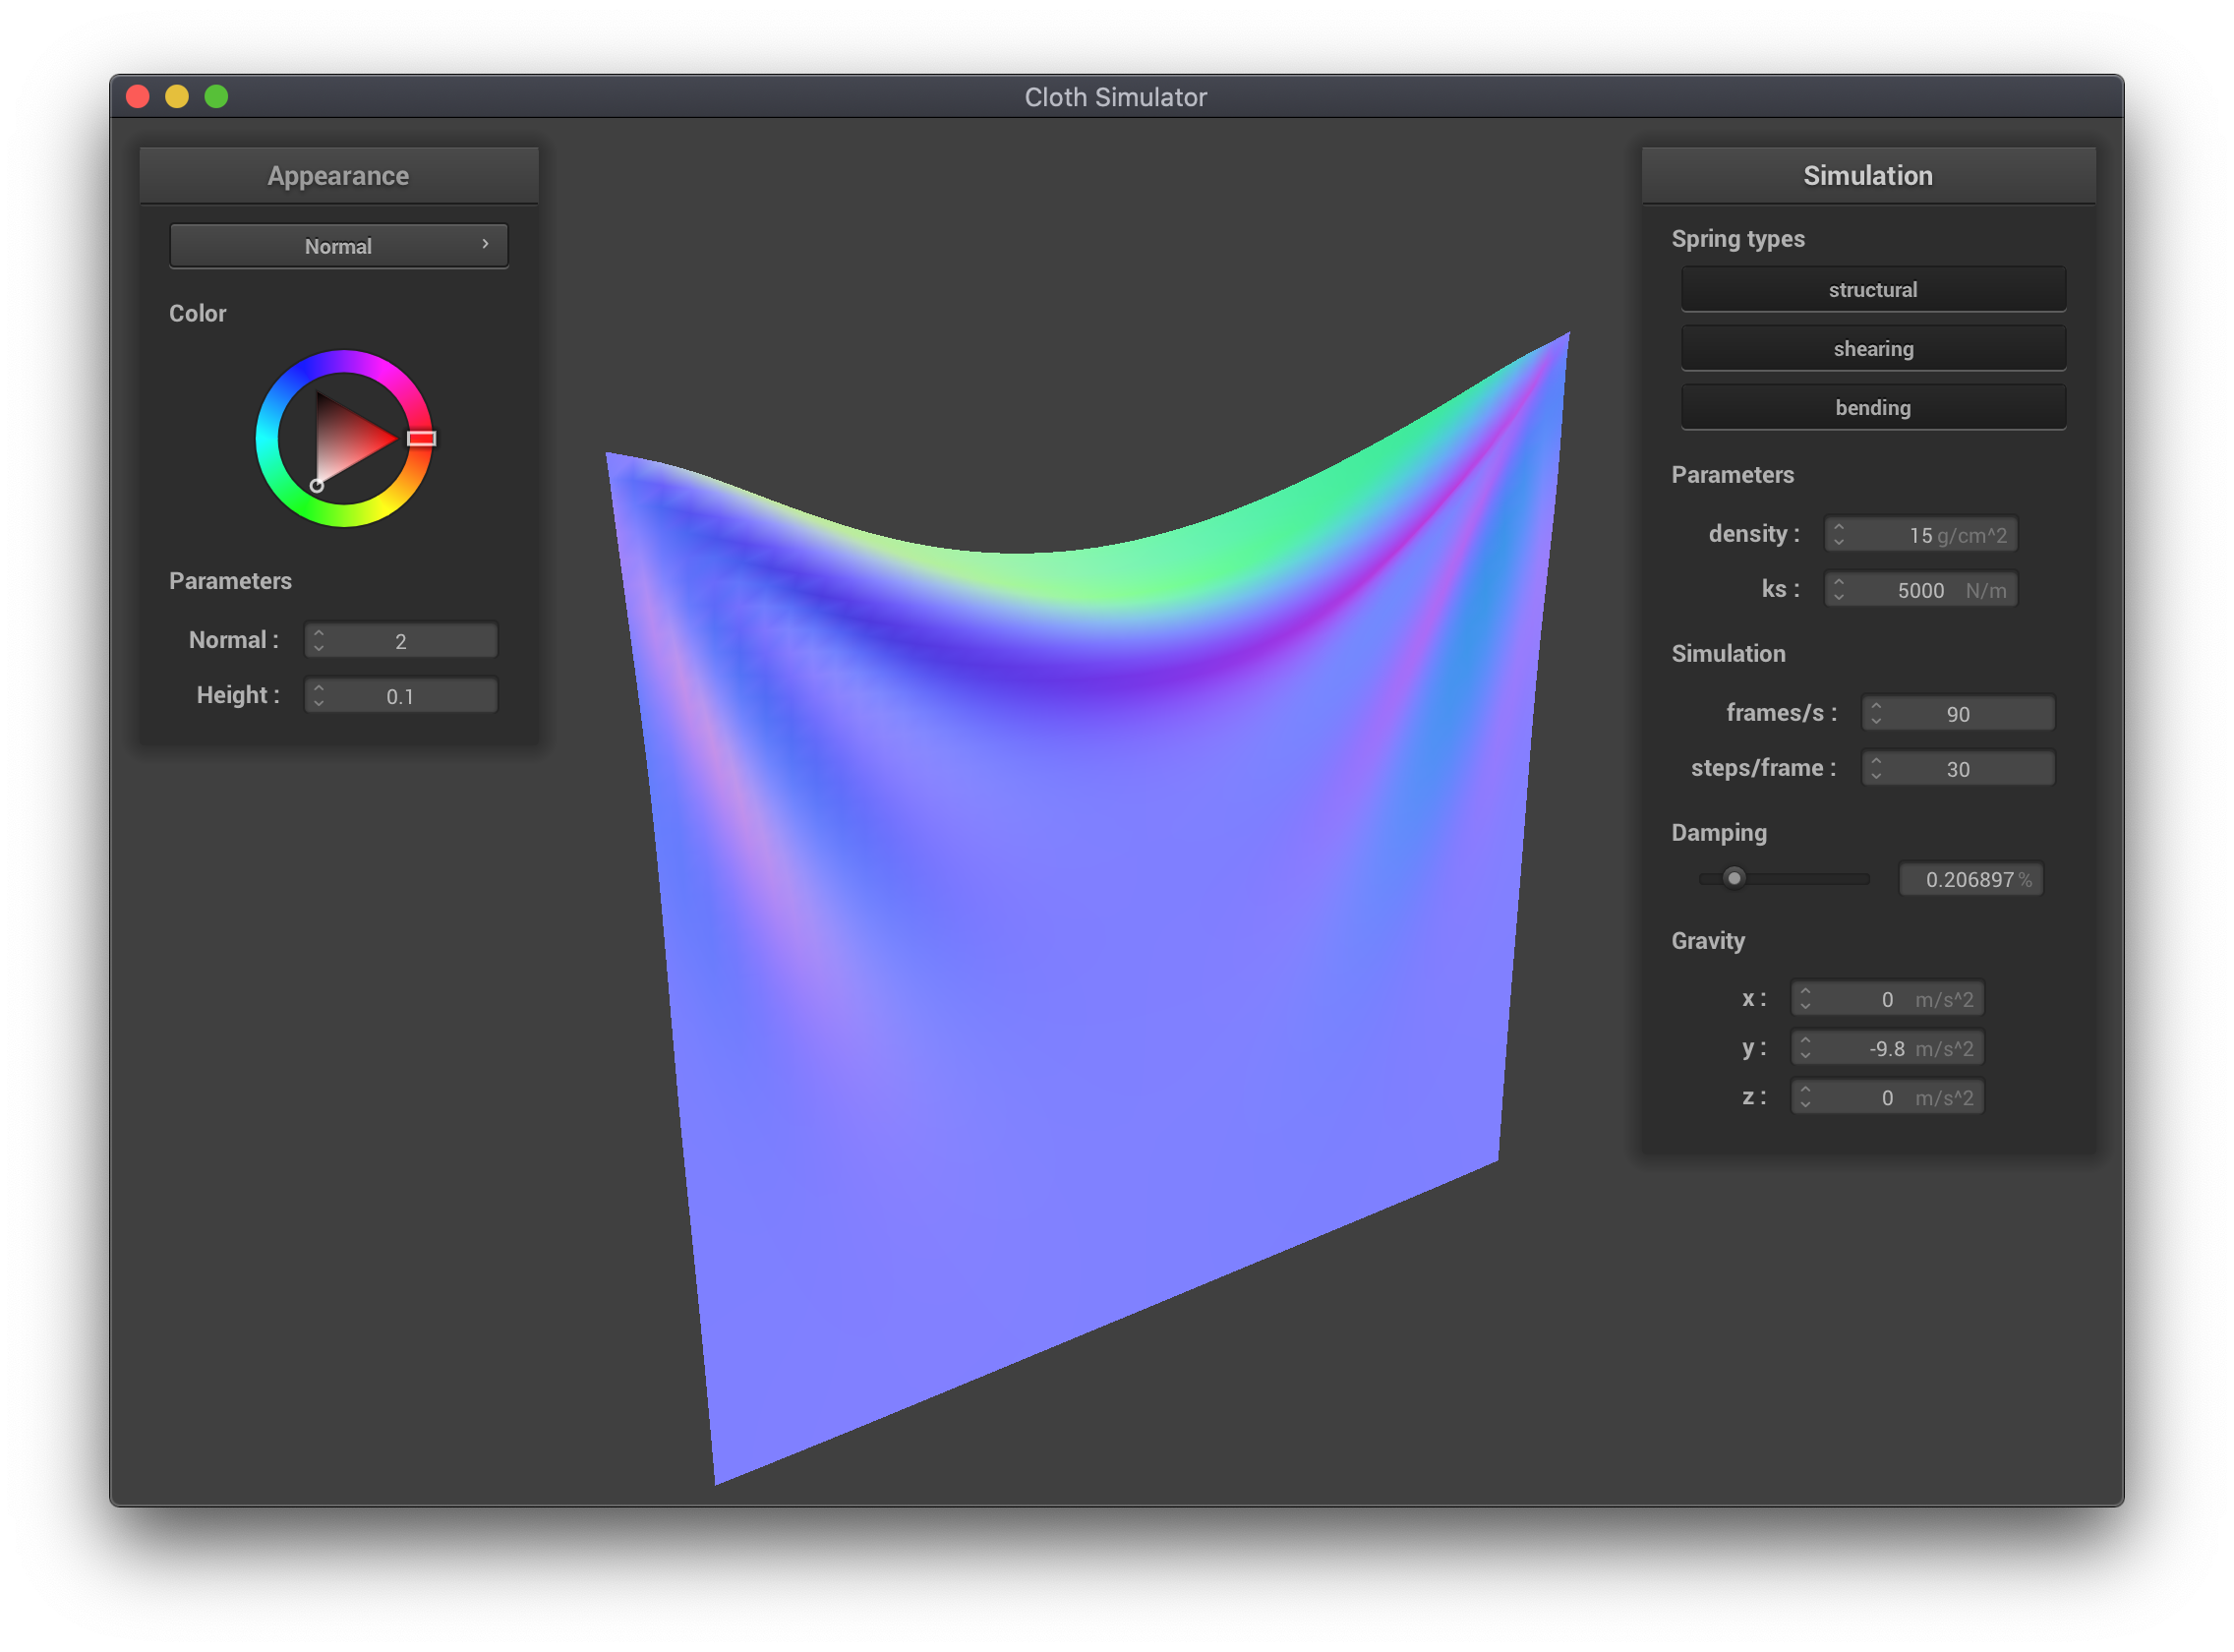 Cloth Simulator
Appearance
Normal
Color
Parameters
Normal : 2
Height : 0.1
Simulation
Spring types
structural
shearing
bending
Parameters
density : 15 g/cm^2
ks : 5000 N/m
Simulation
frames/s : 90
steps/frame : 30
Damping
0.206897 %
Gravity
x : 0 m/s^2
y : -9.8 m/s^2
z : 0 m/s^2